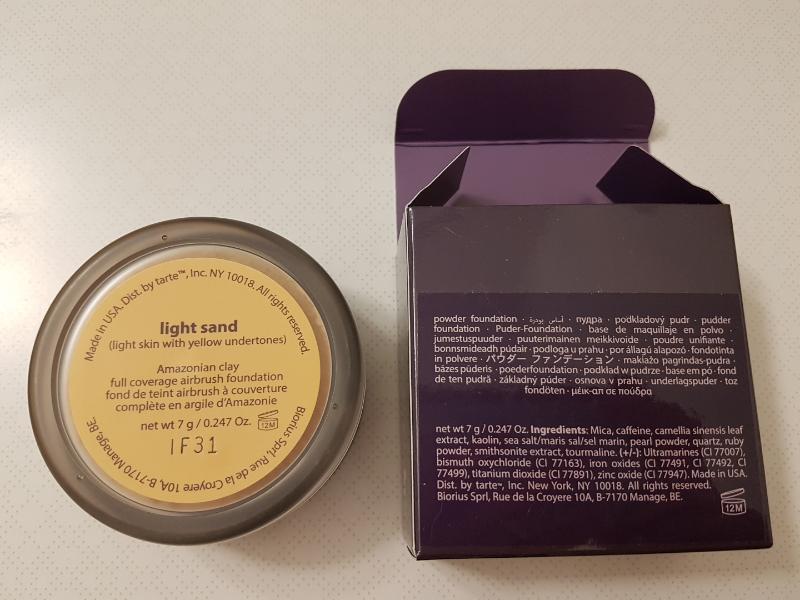 Made in USA. Dist. by tarte™, Inc. NY 10018. All rights reserved.
light sand
(light skin with yellow undertones)
Amazonian clay
full coverage airbrush foundation
fond de teint airbrush à couverture
complète en argile d'Amazonie
net wt 7 g / 0.247 Oz. 12M
IF31
Biorius Sprl, Rue de la Croyere 10A, B-7170 Manage, BE.
powder foundation · أساس بودرة · пудра · podkladový pudr · pudder
foundation · Puder-Foundation · base de maquillaje en polvo ·
jumestuspuuder · puuterimainen meikkivoide · poudre unifiante ·
bonnsmideadh púdair · podloga u prahu · por állagú alapozó · fondotinta
in polvere · パウダー ファンデーション · makiažo pagrindas-pudra ·
bāzes pūderis · poederfoundation · podkład w pudrze · base em pó · fond
de ten pudră · základný púder · osnova v prahu · underlagspuder · toz
fondöten · μέικ-απ σε πούδρα
net wt 7 g / 0.247 Oz. Ingredients: Mica, caffeine, camellia sinensis leaf
extract, kaolin, sea salt/maris sal/sel marin, pearl powder, quartz, ruby
powder, smithsonite extract, tourmaline. (+/-): Ultramarines (CI 77007),
bismuth oxychloride (CI 77163), iron oxides (CI 77491, CI 77492, CI
77499), titanium dioxide (CI 77891), zinc oxide (CI 77947). Made in USA.
Dist. by tarte™, Inc. New York, NY 10018. All rights reserved.
Biorius Sprl, Rue de la Croyere 10A, B-7170 Manage, BE.
12M